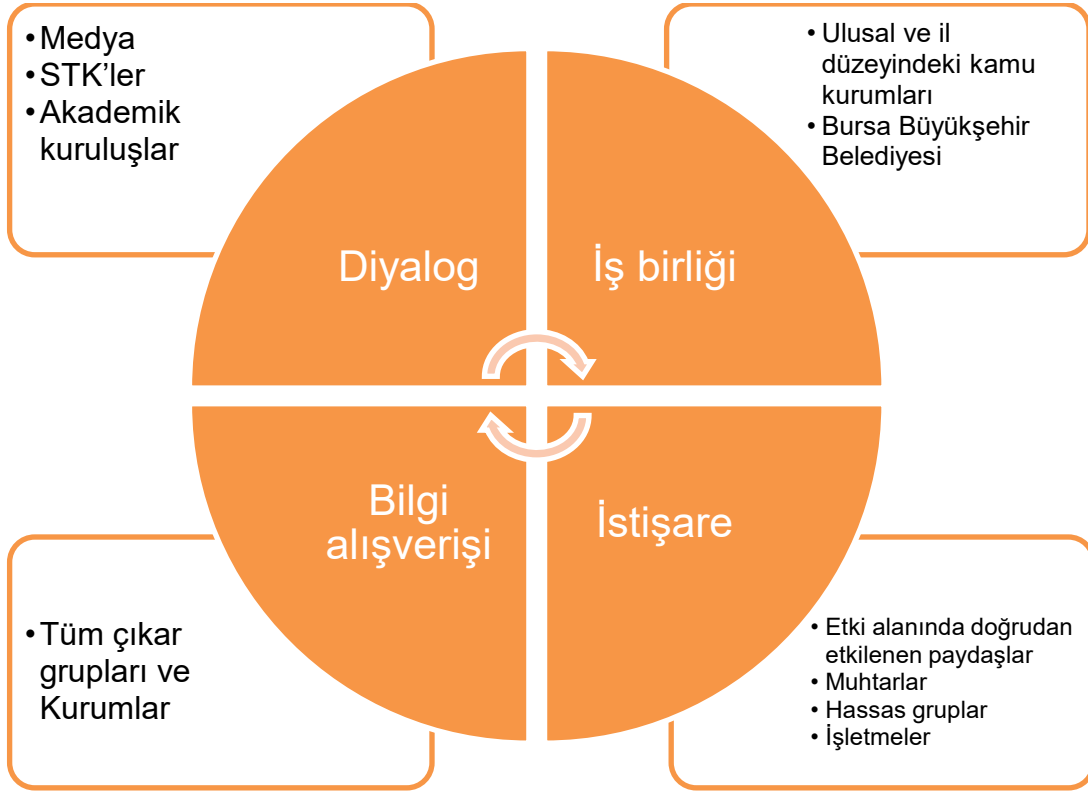 •Medya
•STK’ler
•Akademik
kuruluşlar
• Ulusal ve il
düzeyindeki kamu
kurumları
• Bursa Büyükşehir
Belediyesi
Diyalog
İş birliği
Bilgi
alışverişi
İstişare
•Tüm çıkar
grupları ve
Kurumlar
• Etki alanında doğrudan
etkilenen paydaşlar
• Muhtarlar
• Hassas gruplar
• İşletmeler